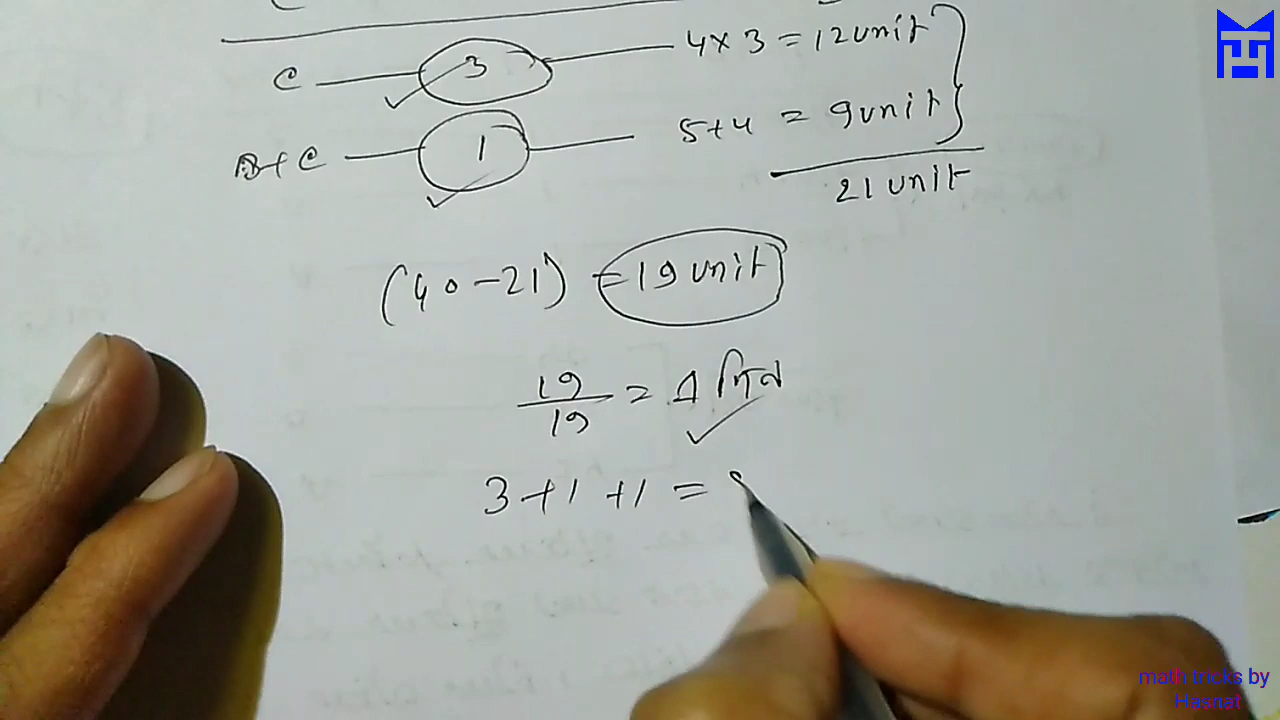 C 3 4 × 3 = 12 unit
B + C 1 5 + 4 = 9 unit
21 unit
(40 - 21) = 19 unit
19/19 = 1 দিন
3 + 1 + 1 =
math tricks by
Hasnat